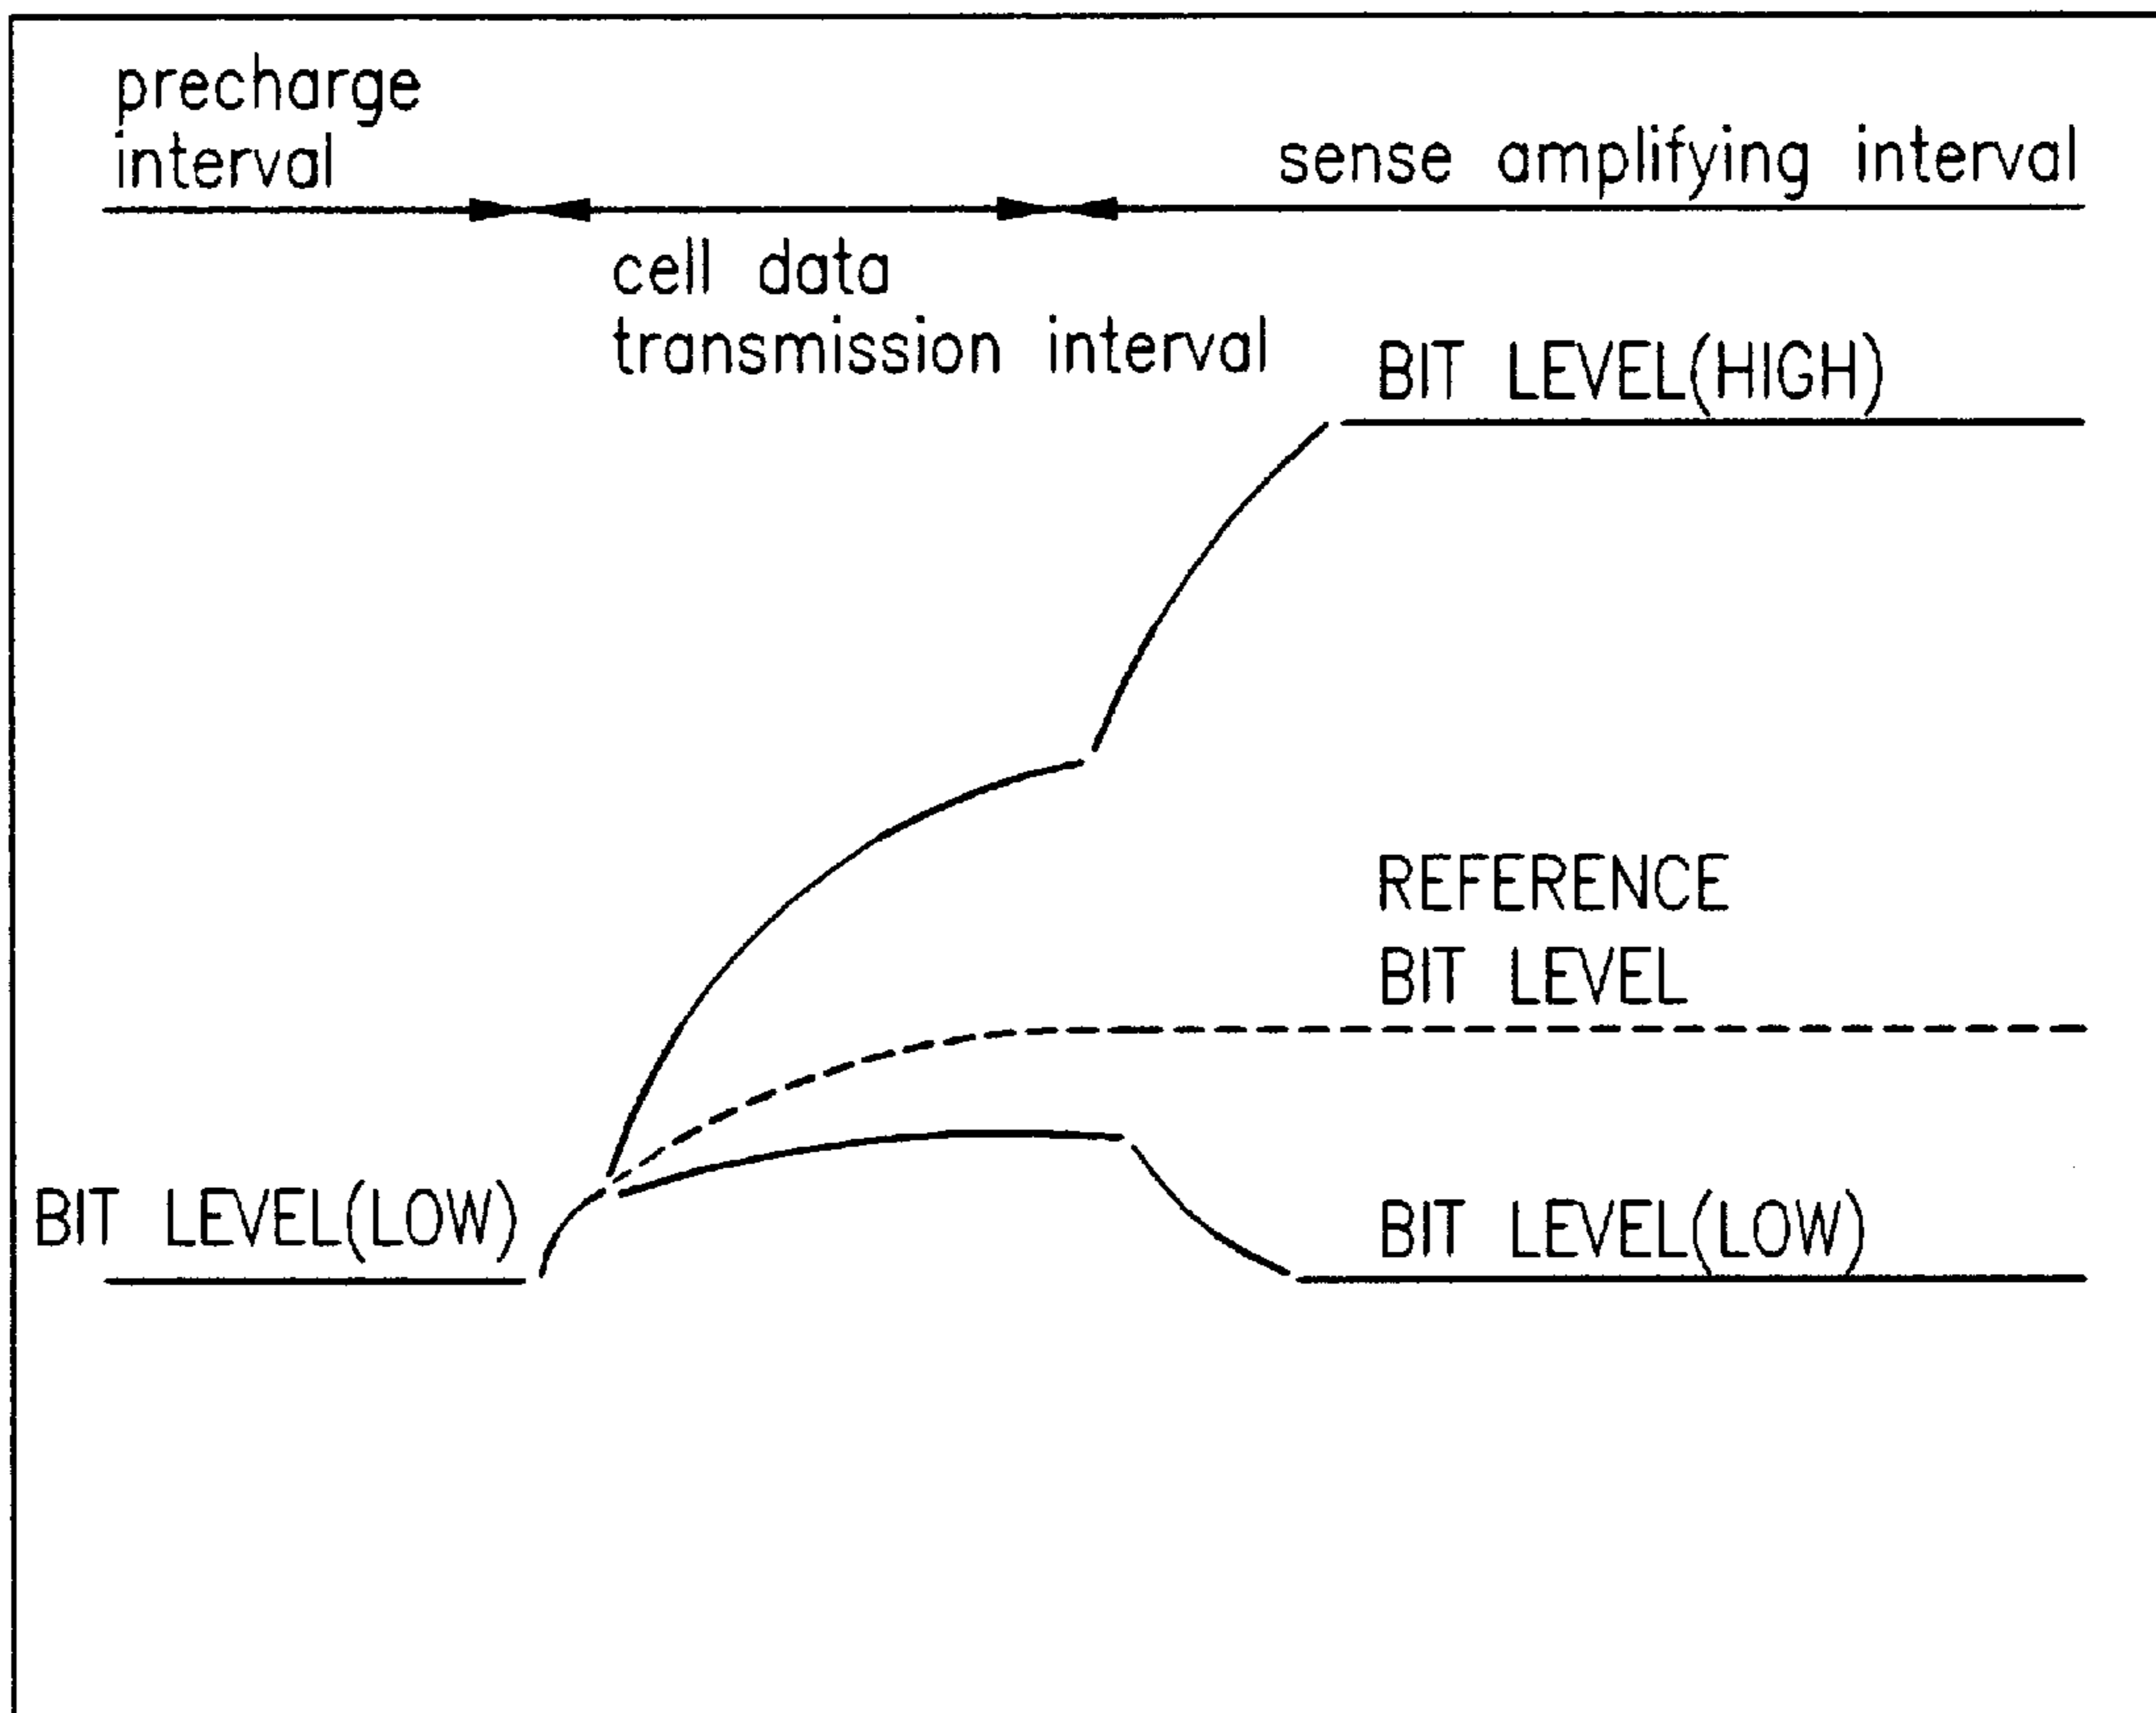 precharge
interval
sense amplifying interval
cell data
transmission interval
BIT LEVEL(HIGH)
REFERENCE
BIT LEVEL
BIT LEVEL(LOW)
BIT LEVEL(LOW)